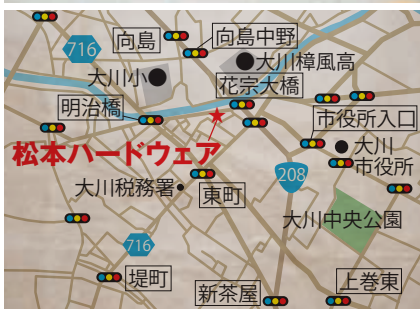 716
向島
向島中野
大川小
大川樟風高
花宗大橋
明治橋
市役所入口
松本ハードウェア
大川
市役所
208
大川税務署
東町
大川中央公園
716
堤町
新茶屋
上巻東